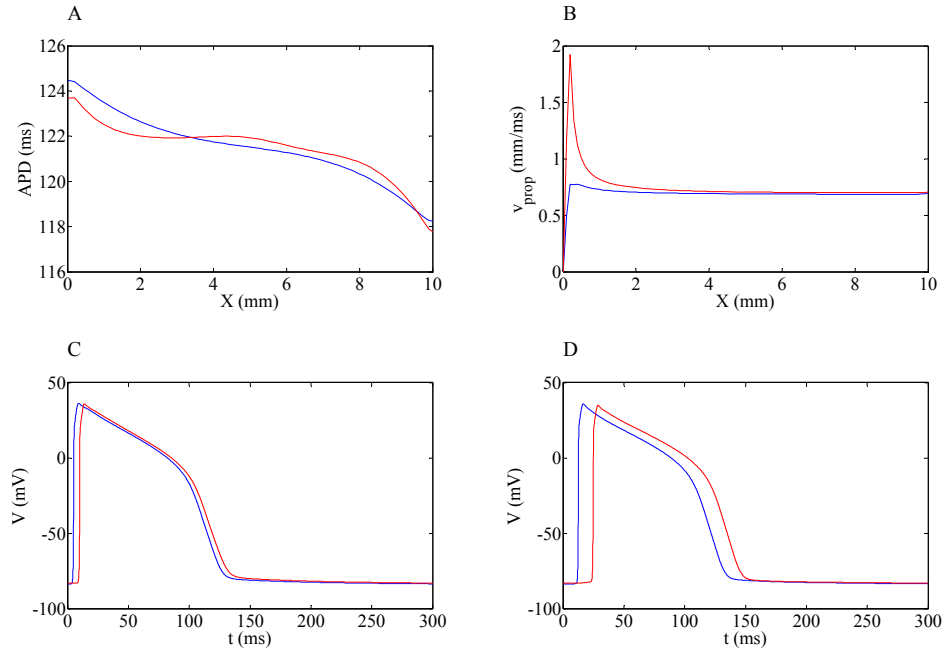 A
126
124
122
120
118
116
APD (ms)
0 2 4 6 8 10
X (mm)
B
2
1.5
1
0.5
0
v_prop (mm/ms)
0 2 4 6 8 10
X (mm)
C
50
0
-50
-100
V (mV)
0 50 100 150 200 250 300
t (ms)
D
50
0
-50
-100
V (mV)
0 50 100 150 200 250 300
t (ms)